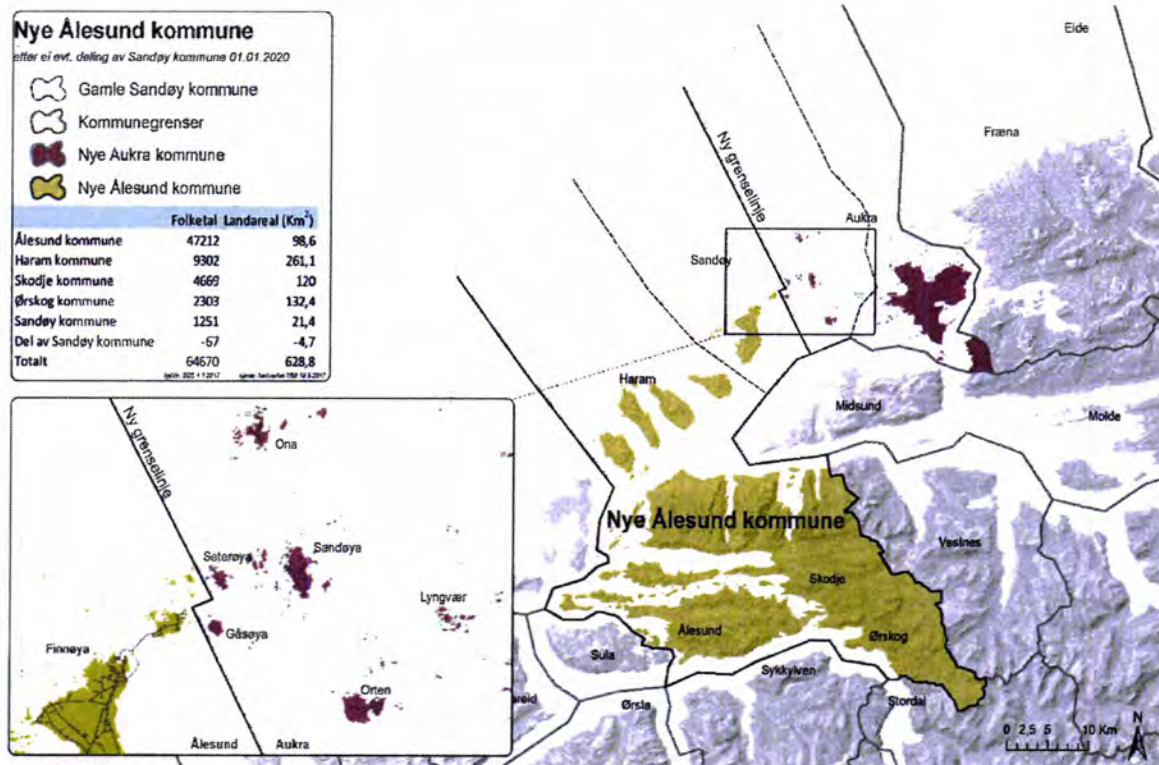 Nye Ålesund kommune
etter ei evt. deling av Sandøy kommune 01.01.2020
Gamle Sandøy kommune
Kommunegrenser
Nye Aukra kommune
Nye Ålesund kommune
Folketal Landareal (Km²)
Ålesund kommune 47212 98,6
Haram kommune 9302 261,1
Skodje kommune 4669 120
Ørskog kommune 2303 132,4
Sandøy kommune 1251 21,4
Del av Sandøy kommune -67 -4,7
Totalt 64670 628,8
Eide
Fræna
Ny grenselinje
Aukra
Sandøy
Haram
Midsund
Molde
Nye Ålesund kommune
Vestnes
Skodje
Ålesund
Ørskog
Sula
Sykkylven
Ørsta
Stordal
0 2,5 5 10 Km
N
Ny grenselinje
Ona
Seterøya
Sandøya
Lyngvær
Gåsøya
Finnøya
Orten
Ålesund Aukra